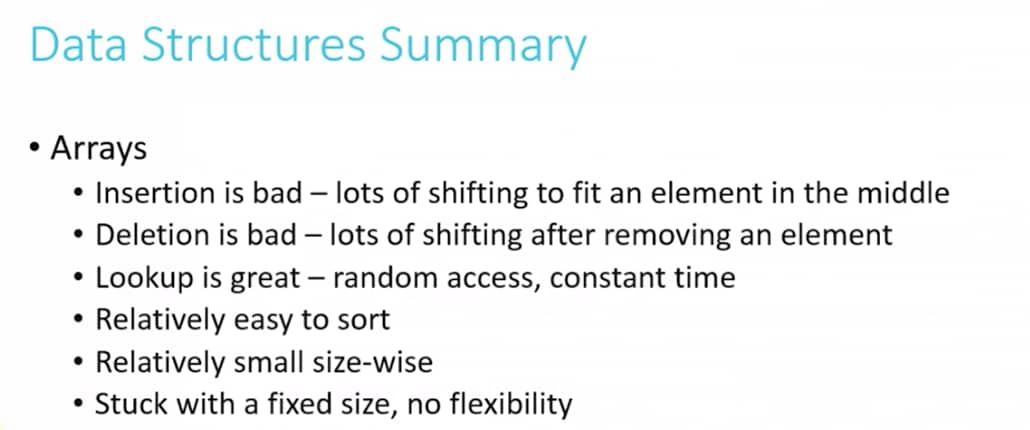 Data Structures Summary
• Arrays
• Insertion is bad – lots of shifting to fit an element in the middle
• Deletion is bad – lots of shifting after removing an element
• Lookup is great – random access, constant time
• Relatively easy to sort
• Relatively small size-wise
• Stuck with a fixed size, no flexibility